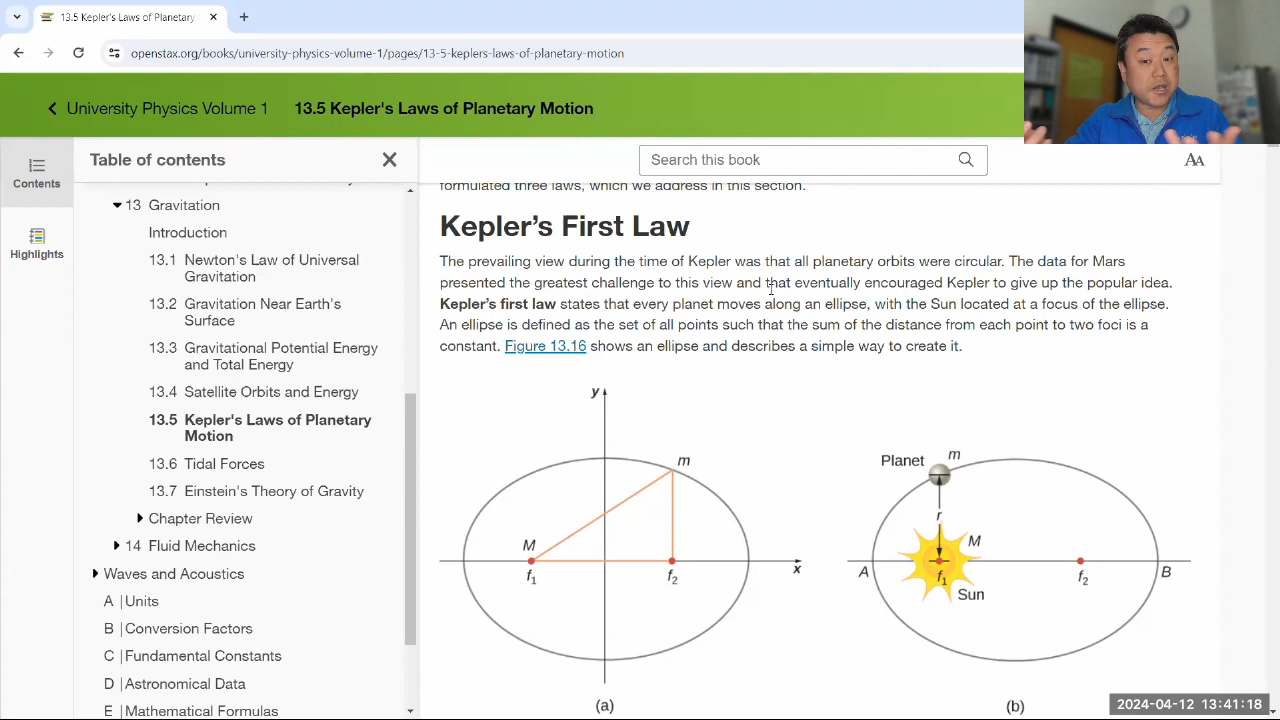 13.5 Kepler's Laws of Planetary
openstax.org/books/university-physics-volume-1/pages/13-5-keplers-laws-of-planetary-motion
University Physics Volume 1
13.5 Kepler's Laws of Planetary Motion
Contents
Highlights
Table of contents
13 Gravitation
Introduction
13.1 Newton's Law of Universal
Gravitation
13.2 Gravitation Near Earth's
Surface
13.3 Gravitational Potential Energy
and Total Energy
13.4 Satellite Orbits and Energy
13.5 Kepler's Laws of Planetary
Motion
13.6 Tidal Forces
13.7 Einstein's Theory of Gravity
Chapter Review
14 Fluid Mechanics
Waves and Acoustics
A | Units
B | Conversion Factors
C | Fundamental Constants
D | Astronomical Data
E | Mathematical Formulas
Search this book
AA
formulated three laws, which we address in this section.
Kepler's First Law
The prevailing view during the time of Kepler was that all planetary orbits were circular. The data for Mars
presented the greatest challenge to this view and that eventually encouraged Kepler to give up the popular idea.
Kepler's first law states that every planet moves along an ellipse, with the Sun located at a focus of the ellipse.
An ellipse is defined as the set of all points such that the sum of the distance from each point to two foci is a
constant. Figure 13.16 shows an ellipse and describes a simple way to create it.
y
m
M
f₁
f₂
x
(a)
Planet
m
r
M
A
f₁
Sun
f₂
B
(b)
2024-04-12 13:41:18